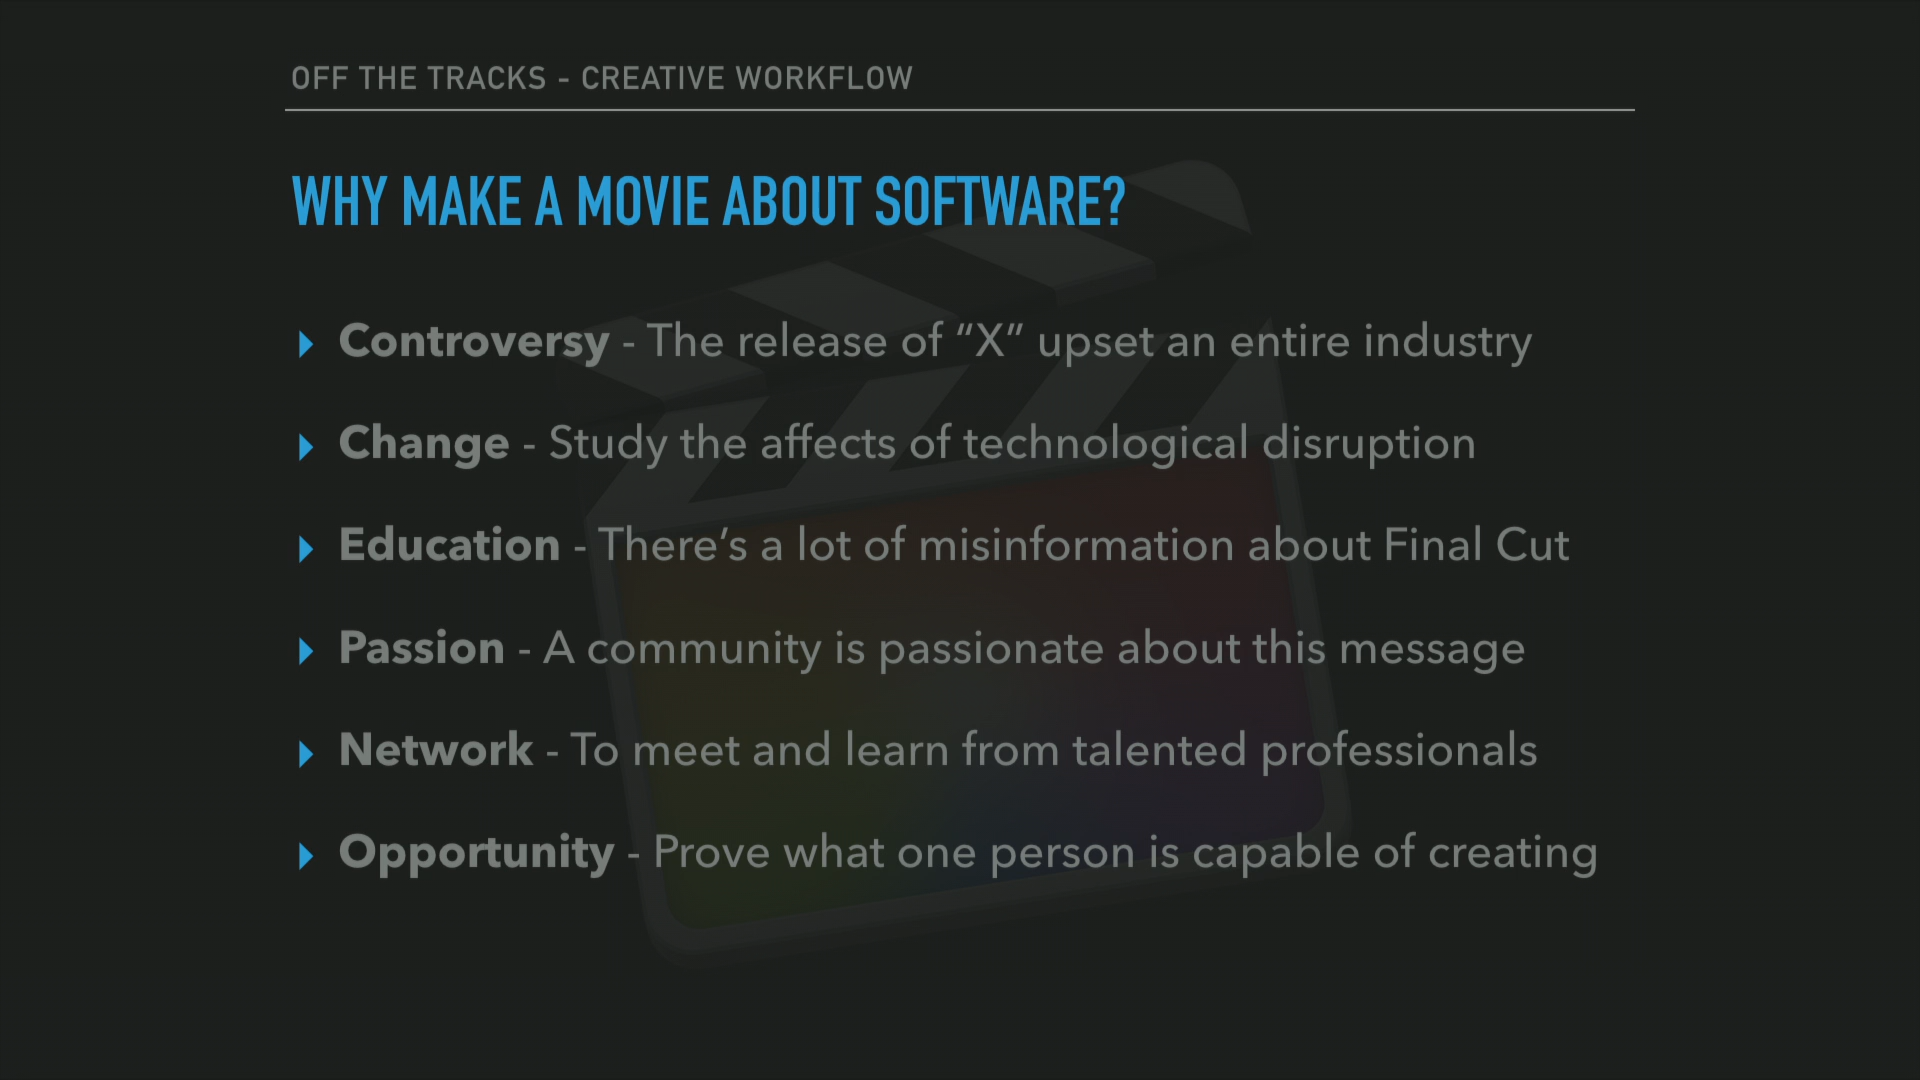 OFF THE TRACKS - CREATIVE WORKFLOW
WHY MAKE A MOVIE ABOUT SOFTWARE?
Controversy - The release of “X” upset an entire industry
Change - Study the affects of technological disruption
Education - There’s a lot of misinformation about Final Cut
Passion - A community is passionate about this message
Network - To meet and learn from talented professionals
Opportunity - Prove what one person is capable of creating